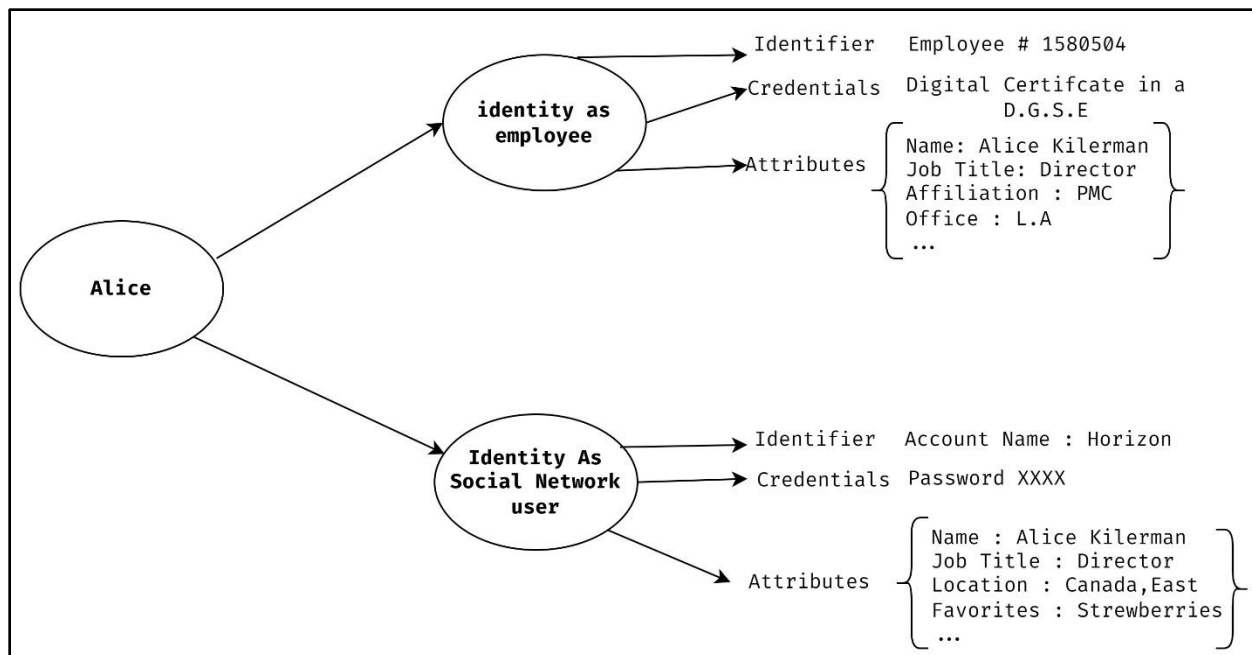 Identifier Employee # 1580504
Credentials Digital Certifcate in a
D.G.S.E
identity as
employee
Attributes
Name: Alice Kilerman
Job Title: Director
Affiliation : PMC
Office : L.A
...
Alice
Identifier Account Name : Horizon
Credentials Password XXXX
Identity As
Social Network
user
Attributes
Name : Alice Kilerman
Job Title : Director
Location : Canada,East
Favorites : Strewberries
...